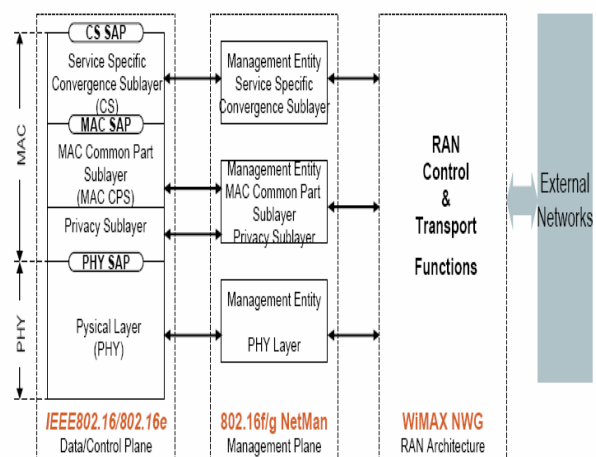 CS SAP
Service Specific
Convergence Sublayer
(CS)
MAC SAP
MAC Common Part
Sublayer
(MAC CPS)
Privacy Sublayer
PHY SAP
Pysical Layer
(PHY)
MAC
PHY
IEEE802.16/802.16e
Data/Control Plane
Management Entity
Service Specific
Convergence Sublayer
Management Entity
MAC Common Part
Sublayer
Privacy Sublayer
Management Entity
PHY Layer
802.16f/g NetMan
Management Plane
RAN
Control
&
Transport
Functions
WiMAX NWG
RAN Architecture
External
Networks